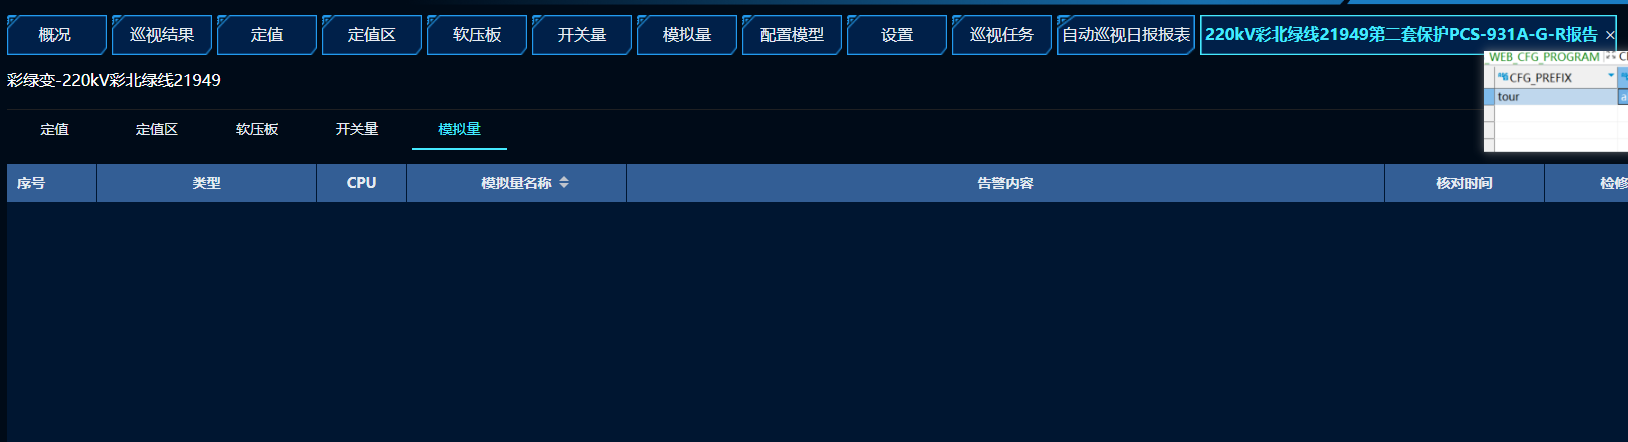 概况 巡视结果 定值 定值区 软压板 开关量 模拟量 配置模型 设置 巡视任务 自动巡视日报报表 220kV彩北绿线21949第二套保护PCS-931A-G-R报告 ×
WEB_CFG_PROGRAM
彩绿变-220kV彩北绿线21949
CFG_PREFIX
tour
定值 定值区 软压板 开关量 模拟量
序号 类型 CPU 模拟量名称 告警内容 核对时间 检修